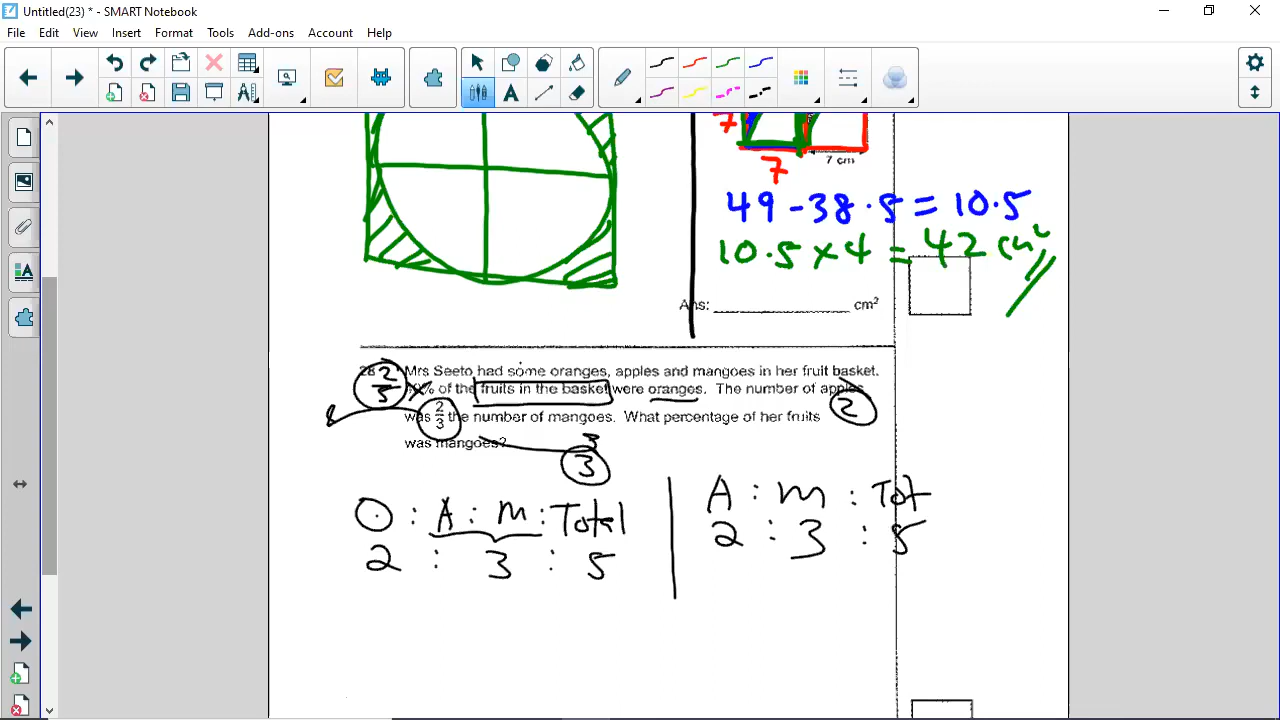 Untitled(23) * - SMART Notebook
File Edit View Insert Format Tools Add-ons Account Help
7
7 cm
7
49 - 38.5 = 10.5
10.5 x 4 = 42 cm²
Ans: cm²
28 Mrs Seeto had some oranges, apples and mangoes in her fruit basket.
2/5 × % of the fruits in the basket were oranges. The number of apples
was 2/3 the number of mangoes. What percentage of her fruits
2
was mangoes?
3
O : A : M : Total
2 : 3 : 5
A : M : Tot
2 : 3 : 5